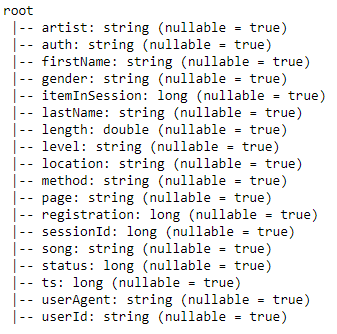 root
 |-- artist: string (nullable = true)
 |-- auth: string (nullable = true)
 |-- firstName: string (nullable = true)
 |-- gender: string (nullable = true)
 |-- itemInSession: long (nullable = true)
 |-- lastName: string (nullable = true)
 |-- length: double (nullable = true)
 |-- level: string (nullable = true)
 |-- location: string (nullable = true)
 |-- method: string (nullable = true)
 |-- page: string (nullable = true)
 |-- registration: long (nullable = true)
 |-- sessionId: long (nullable = true)
 |-- song: string (nullable = true)
 |-- status: long (nullable = true)
 |-- ts: long (nullable = true)
 |-- userAgent: string (nullable = true)
 |-- userId: string (nullable = true)